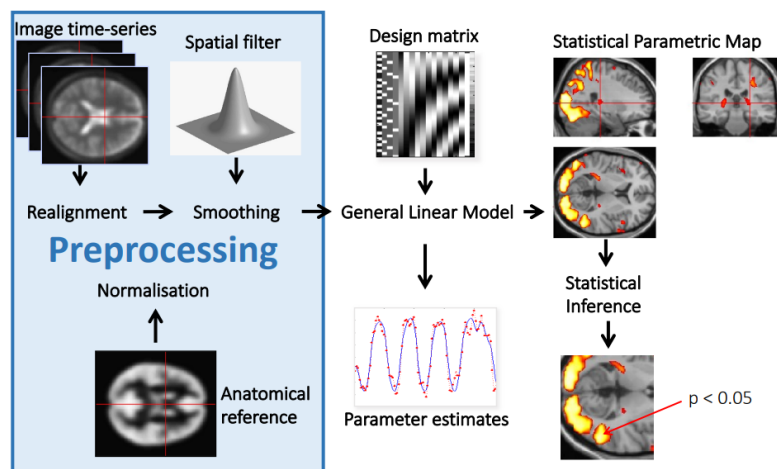 Image time-series
Spatial filter
Design matrix
Statistical Parametric Map
Realignment
Smoothing
General Linear Model
Preprocessing
Normalisation
Statistical
Inference
Anatomical
reference
Parameter estimates
p < 0.05